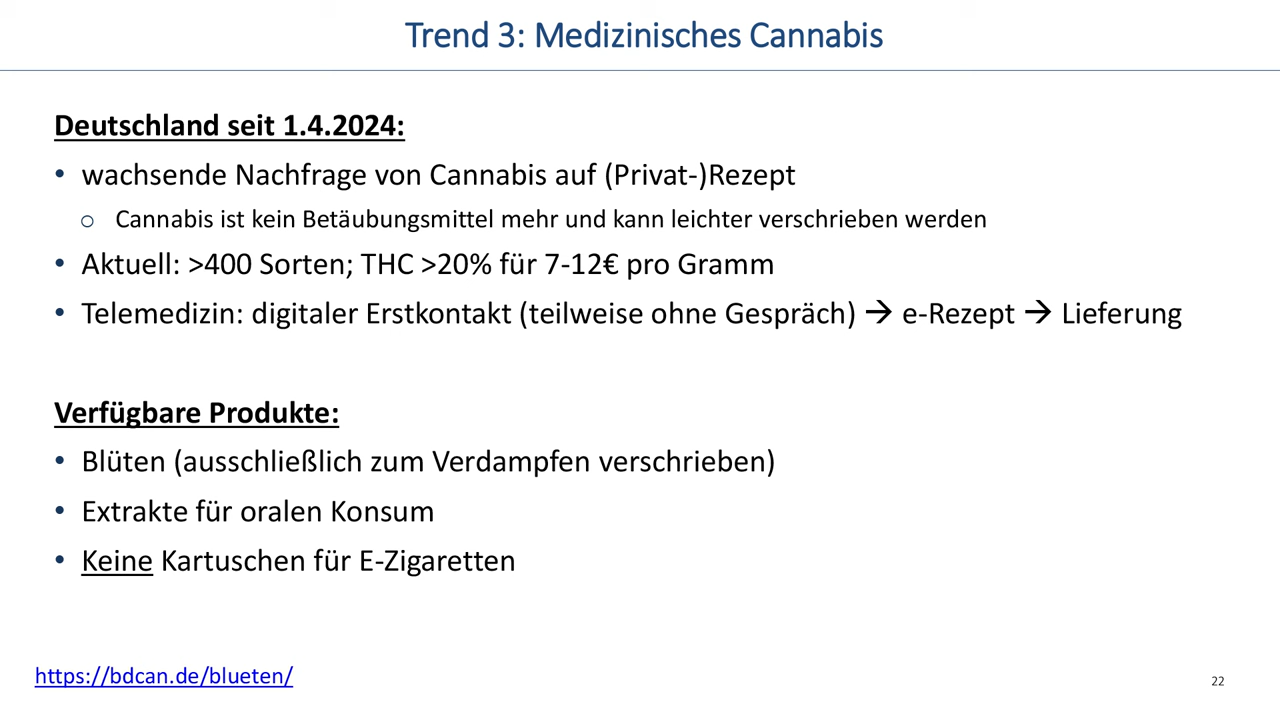 Trend 3: Medizinisches Cannabis
Deutschland seit 1.4.2024:
• wachsende Nachfrage von Cannabis auf (Privat-)Rezept
o Cannabis ist kein Betäubungsmittel mehr und kann leichter verschrieben werden
• Aktuell: >400 Sorten; THC >20% für 7-12€ pro Gramm
• Telemedizin: digitaler Erstkontakt (teilweise ohne Gespräch) → e-Rezept → Lieferung
Verfügbare Produkte:
• Blüten (ausschließlich zum Verdampfen verschrieben)
• Extrakte für oralen Konsum
• Keine Kartuschen für E-Zigaretten
https://bdcan.de/blueten/
22